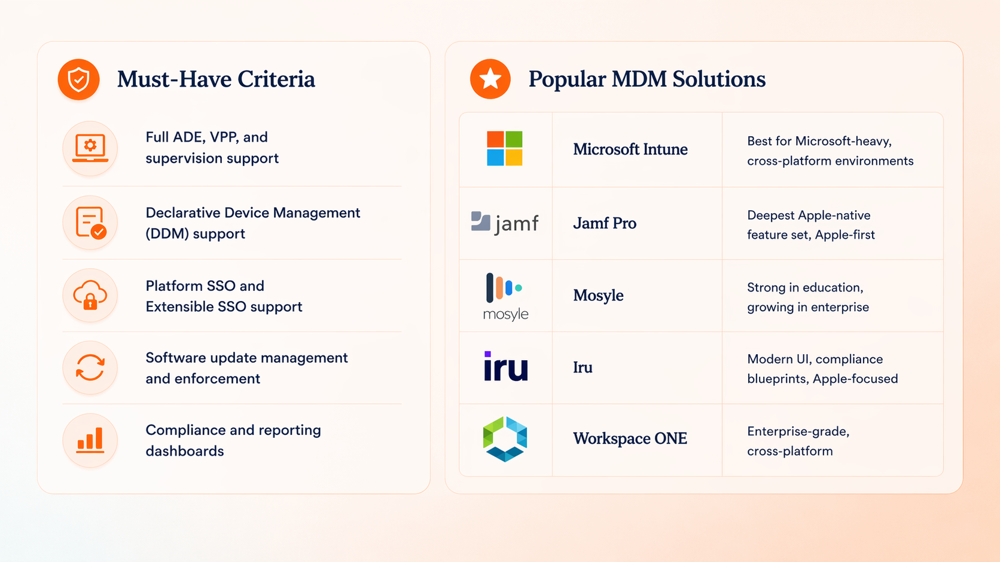 Must-Have Criteria
Full ADE, VPP, and
supervision support
Declarative Device Management
(DDM) support
Platform SSO and
Extensible SSO support
Software update management
and enforcement
Compliance and reporting
dashboards
Popular MDM Solutions
Microsoft Intune
Best for Microsoft-heavy,
cross-platform environments
jamf
Jamf Pro
Deepest Apple-native
feature set, Apple-first
mosyle
Mosyle
Strong in education,
growing in enterprise
iru
Iru
Modern UI, compliance
blueprints, Apple-focused
Workspace ONE
Enterprise-grade,
cross-platform